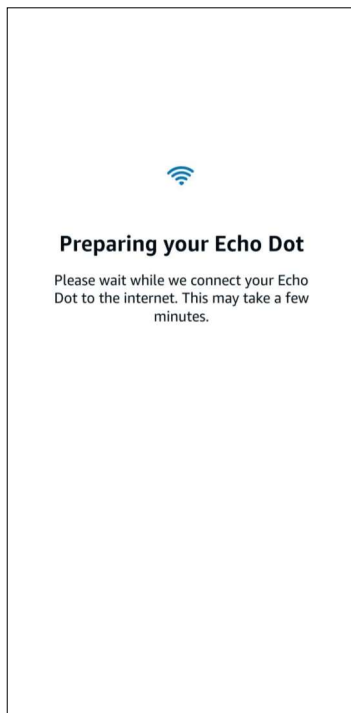 Preparing your Echo Dot
Please wait while we connect your Echo
Dot to the internet. This may take a few
minutes.